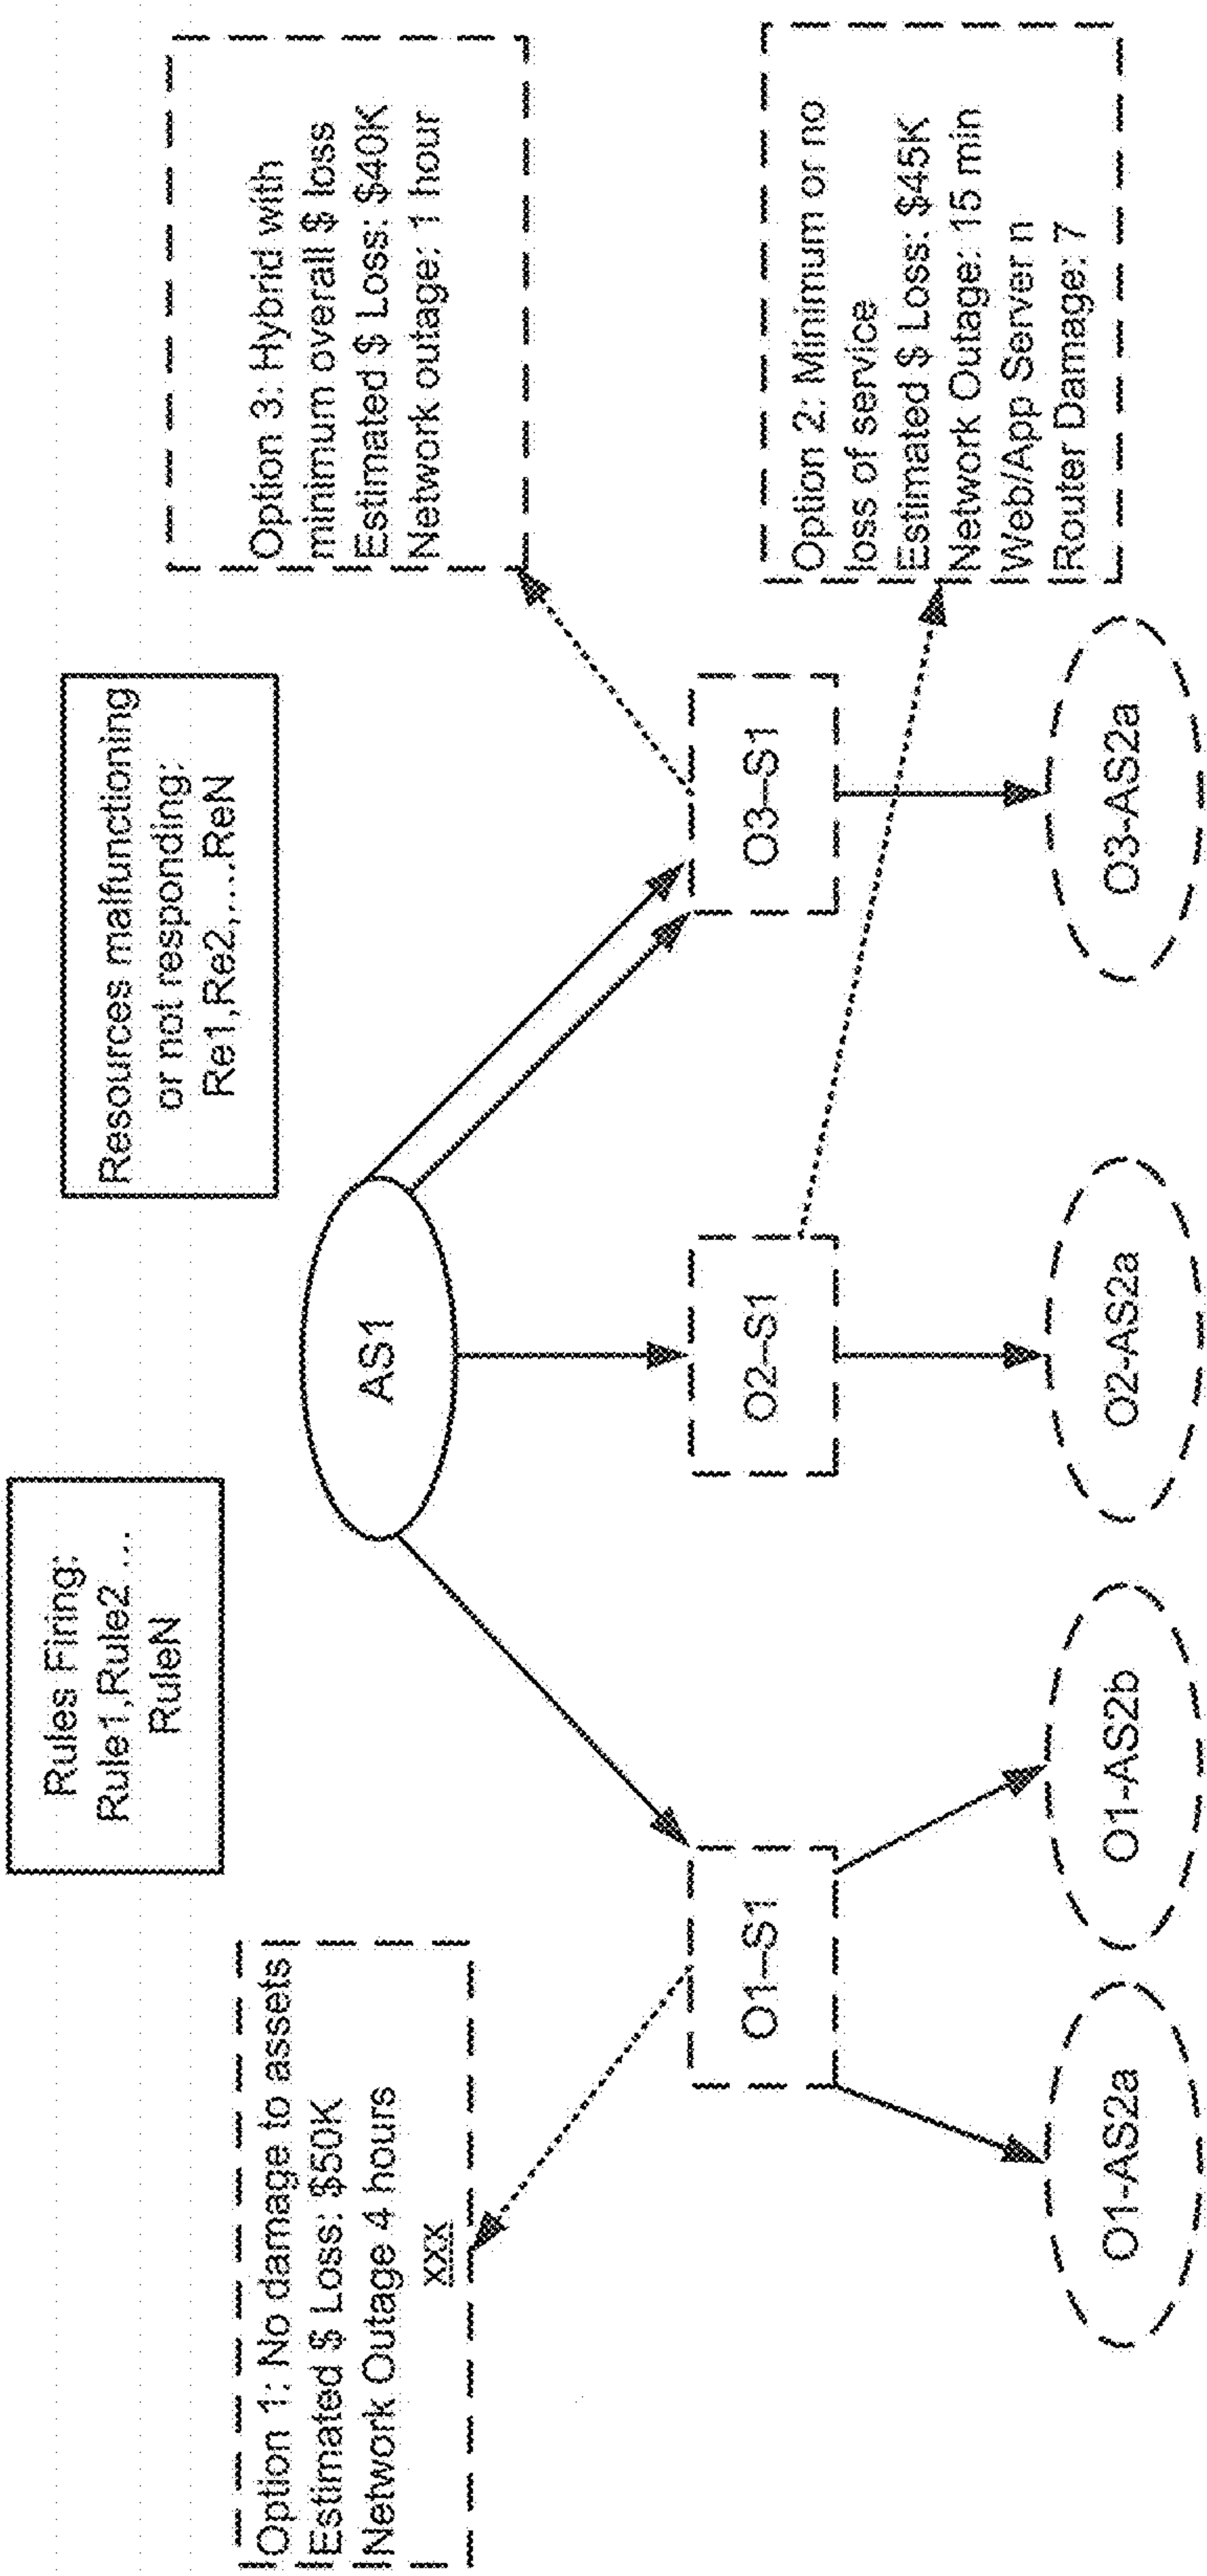 Rules Firing:
Rule1,Rule2 ...
RuleN
Resources malfunctioning
or not responding:
Re1,Re2,....ReN
Option 1: No damage to assets
Estimated $ Loss: $50K
Network Outage 4 hours
XXX
AS1
Option 3: Hybrid with
minimum overall $ loss
Estimated $ Loss: $40K
Network outage: 1 hour
O1–S1
O2–S1
O3–S1
Option 2: Minimum or no
loss of service
Estimated $ Loss: $45K
Network Outage: 15 min
Web/App Server n
Router Damage: 7
O1-AS2a
O1-AS2b
O2-AS2a
O3-AS2a